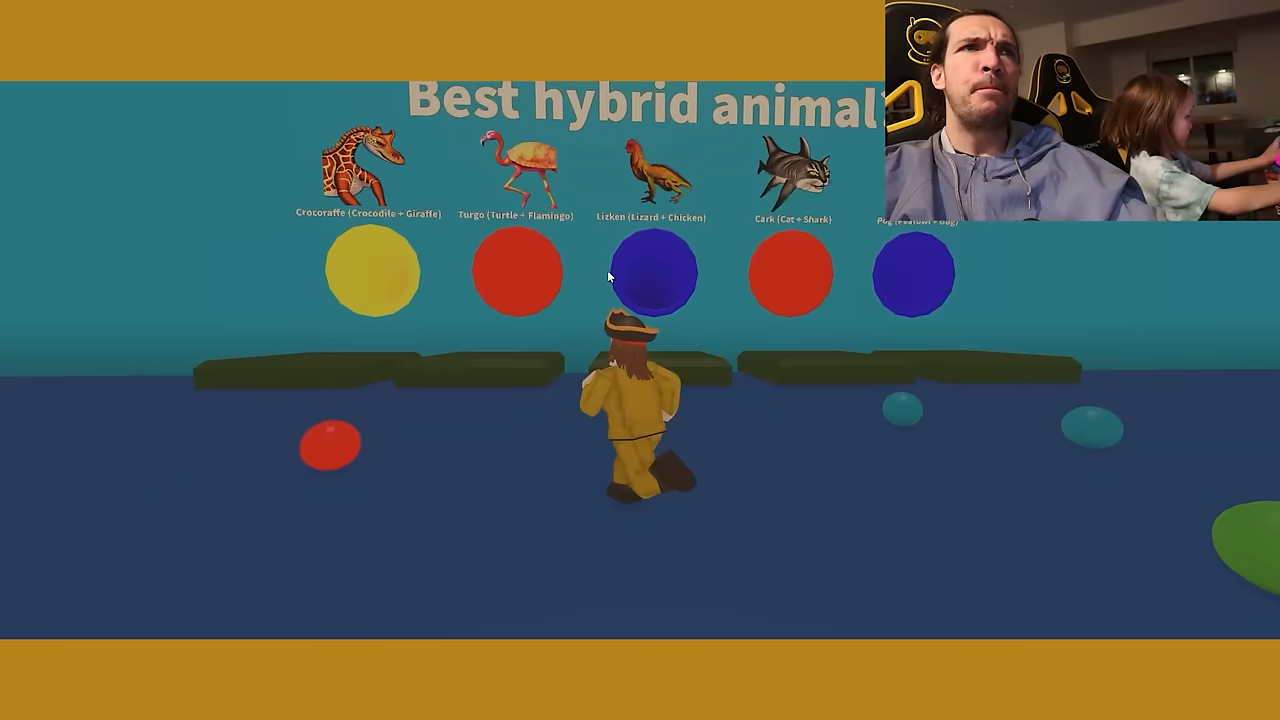 Best hybrid animal?
Crocoraffe (Crocodile + Giraffe)
Turgo (Turtle + Flamingo)
Lizken (Lizard + Chicken)
Cark (Cat + Shark)